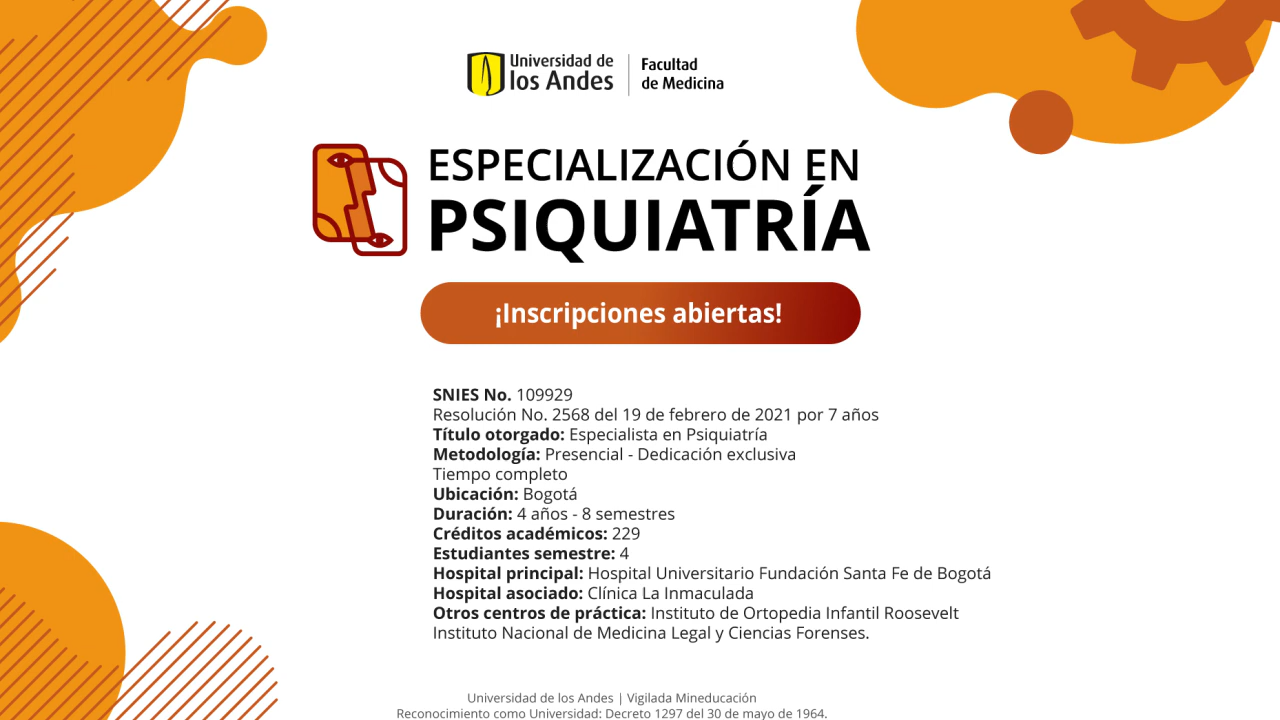 Universidad de
los Andes
Facultad
de Medicina
ESPECIALIZACIÓN EN
PSIQUIATRÍA
¡Inscripciones abiertas!
SNIES No. 109929
Resolución No. 2568 del 19 de febrero de 2021 por 7 años
Título otorgado: Especialista en Psiquiatría
Metodología: Presencial - Dedicación exclusiva
Tiempo completo
Ubicación: Bogotá
Duración: 4 años - 8 semestres
Créditos académicos: 229
Estudiantes semestre: 4
Hospital principal: Hospital Universitario Fundación Santa Fe de Bogotá
Hospital asociado: Clínica La Inmaculada
Otros centros de práctica: Instituto de Ortopedia Infantil Roosevelt
Instituto Nacional de Medicina Legal y Ciencias Forenses.
Universidad de los Andes | Vigilada Mineducación
Reconocimiento como Universidad: Decreto 1297 del 30 de mayo de 1964.